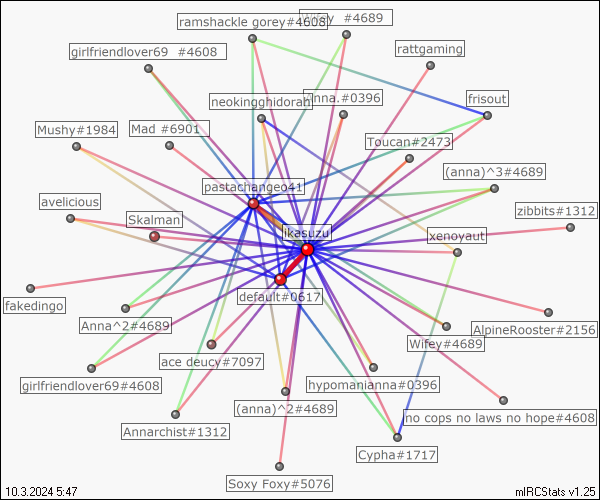 ramshackle gorey#4608
Wifey #4689
girlfriendlover69 #4608
rattgaming
neokingghidorah
anna.#0396
frisout
Mushy#1984
Mad #6901
Toucan#2473
(anna)^3#4689
pastachangeo41
avelicious
Skalman
ikasuzu
xenoyaut
zibbits#1312
fakedingo
default#0617
Anna^2#4689
AlpineRooster#2156
Wifey#4689
ace deucy#7097
girlfriendlover69#4608
hypomanianna#0396
(anna)^2#4689
no cops no laws no hope#4608
Annarchist#1312
Cypha#1717
Soxy Foxy#5076
10.3.2024 5:47
mIRCStats v1.25